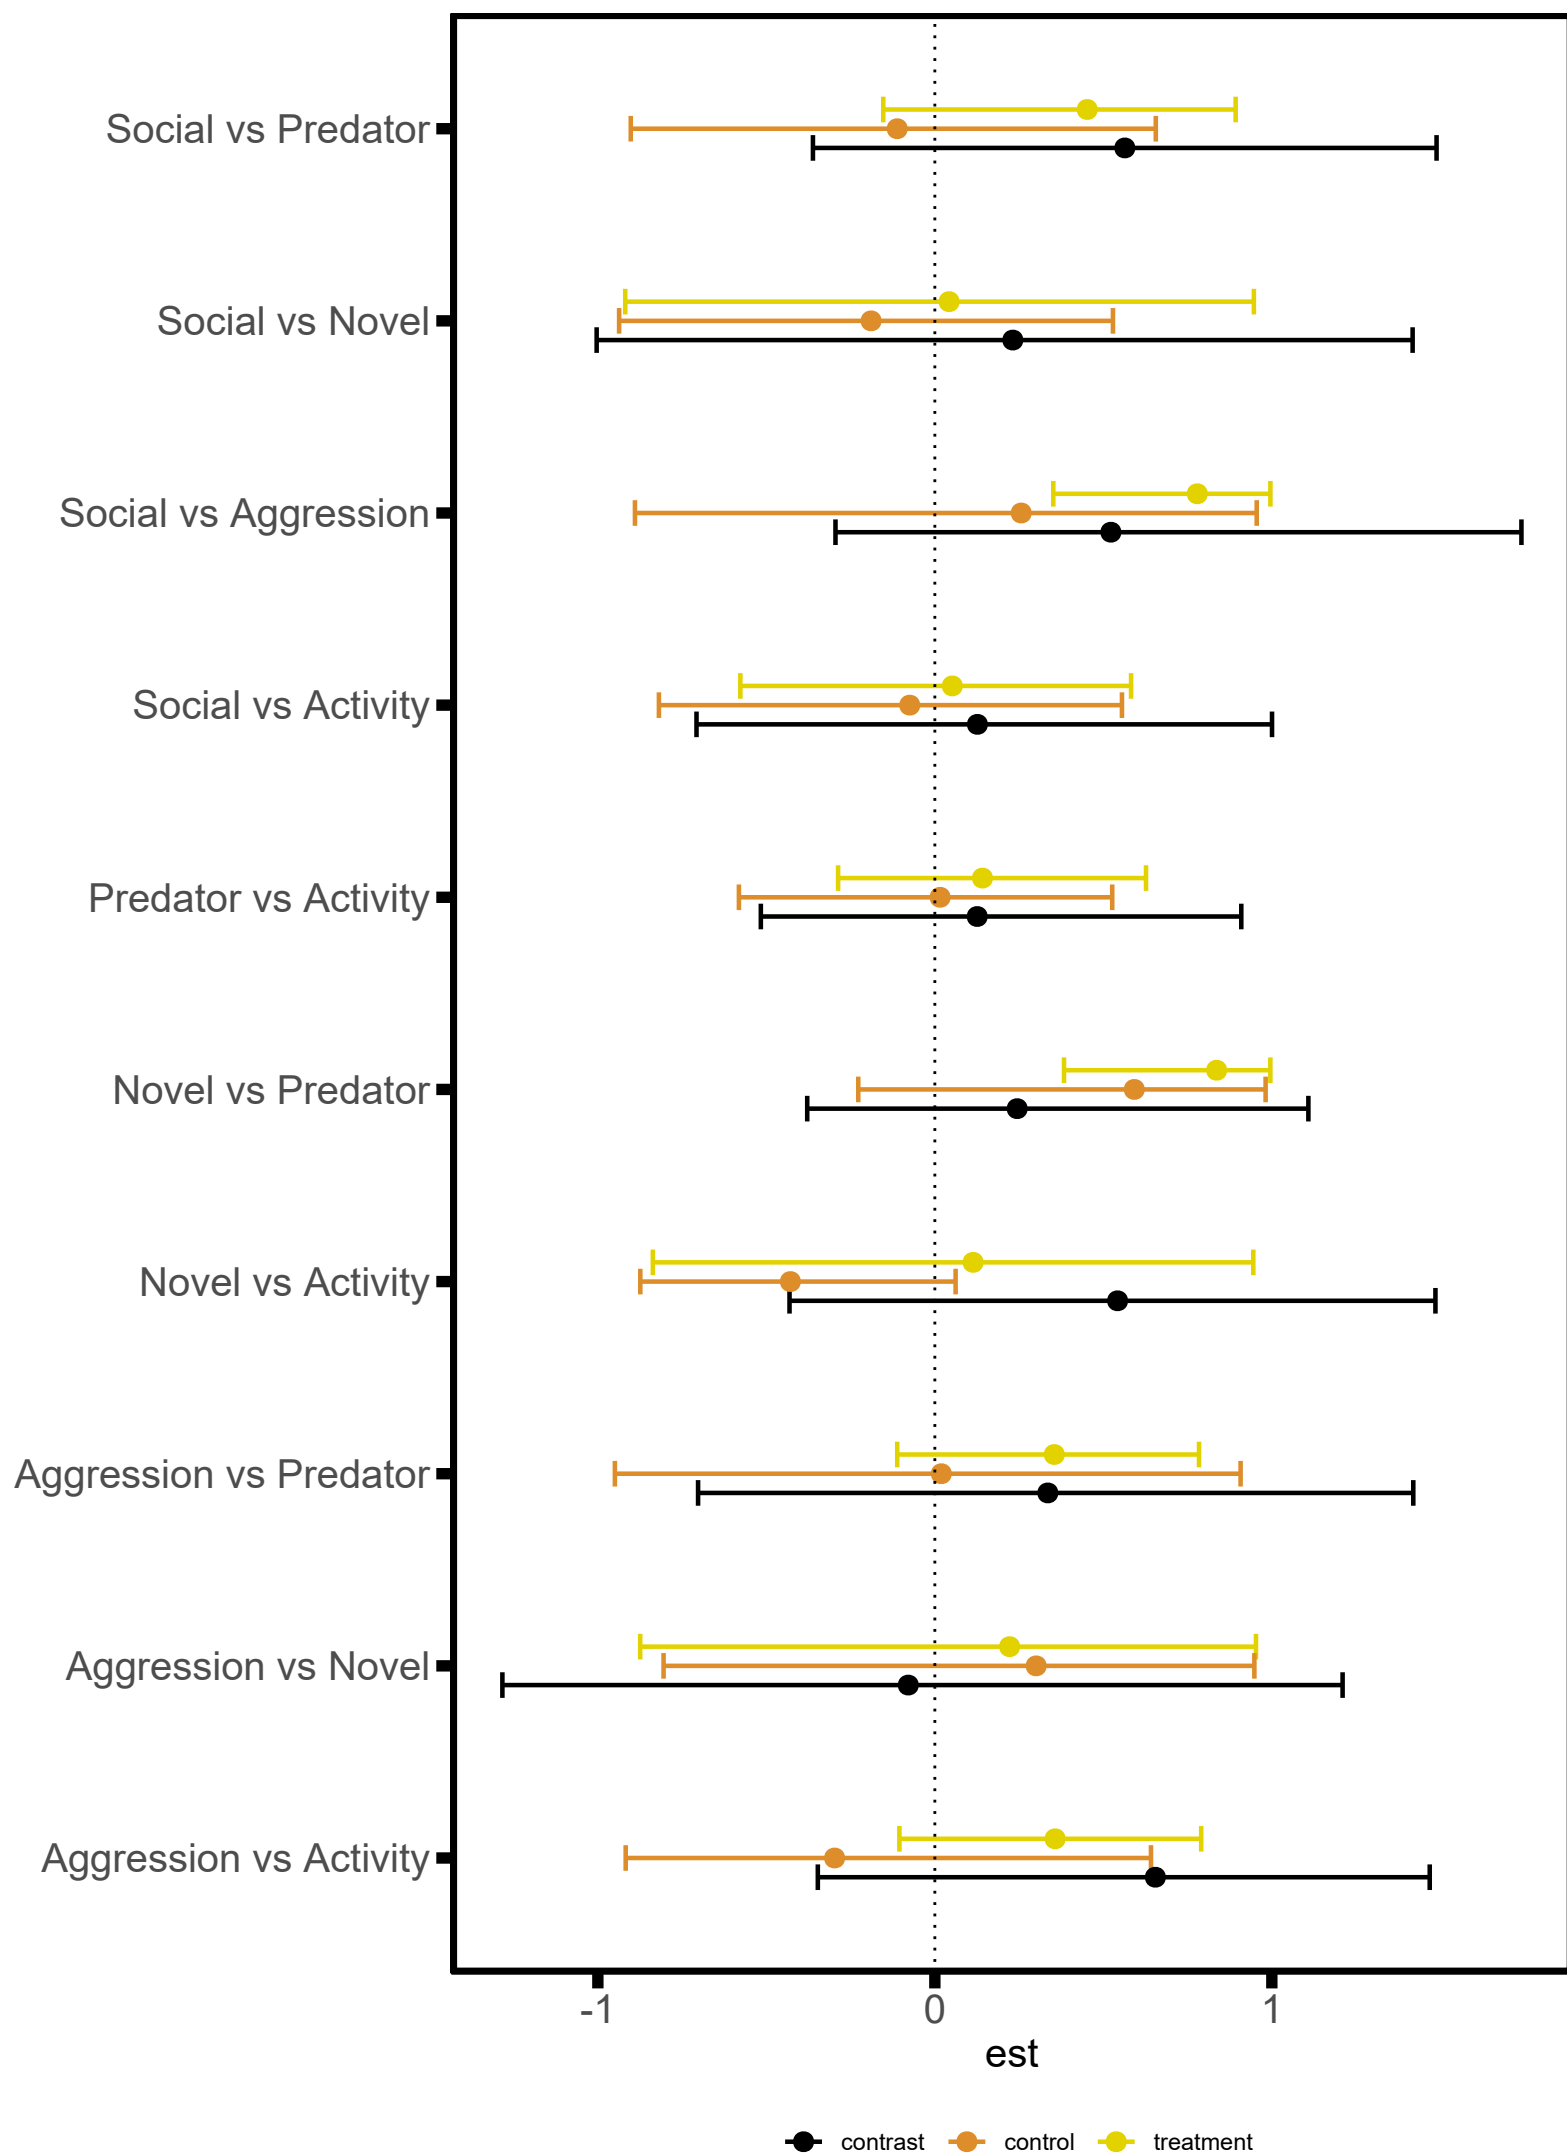 Social vs Predator
Social vs Novel
Social vs Aggression
Social vs Activity
Predator vs Activity
Novel vs Predator
Novel vs Activity
Aggression vs Predator
Aggression vs Novel
Aggression vs Activity
-1 0 1
est
contrast control treatment